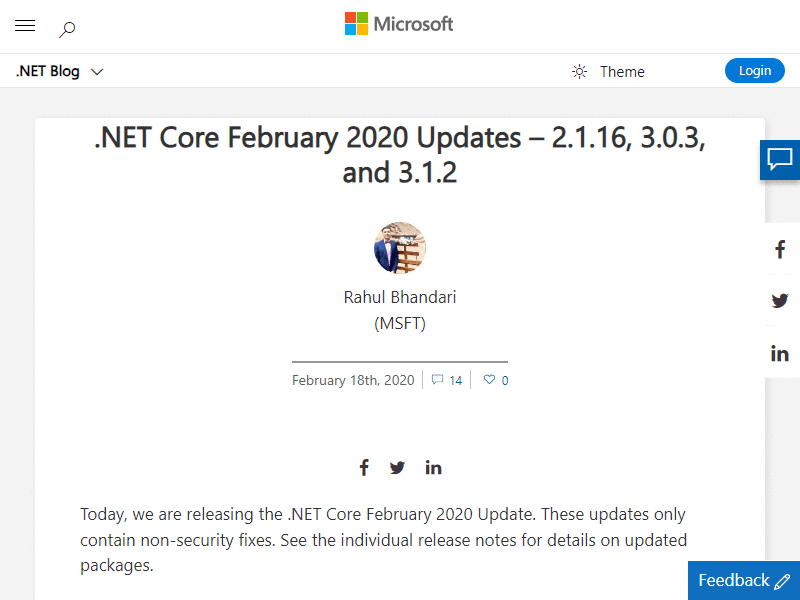 Microsoft
.NET Blog
Theme
Login
.NET Core February 2020 Updates – 2.1.16, 3.0.3,
and 3.1.2
Rahul Bhandari
(MSFT)
February 18th, 2020
14
0
Today, we are releasing the .NET Core February 2020 Update. These updates only
contain non-security fixes. See the individual release notes for details on updated
packages.
Feedback